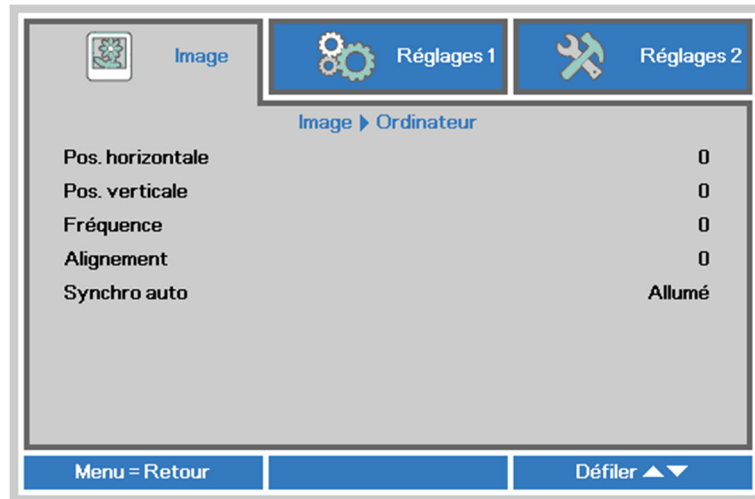 Image Réglages 1 Réglages 2
Image ▶ Ordinateur
Pos. horizontale 0
Pos. verticale 0
Fréquence 0
Alignement 0
Synchro auto Allumé
Menu = Retour Défiler ▲▼